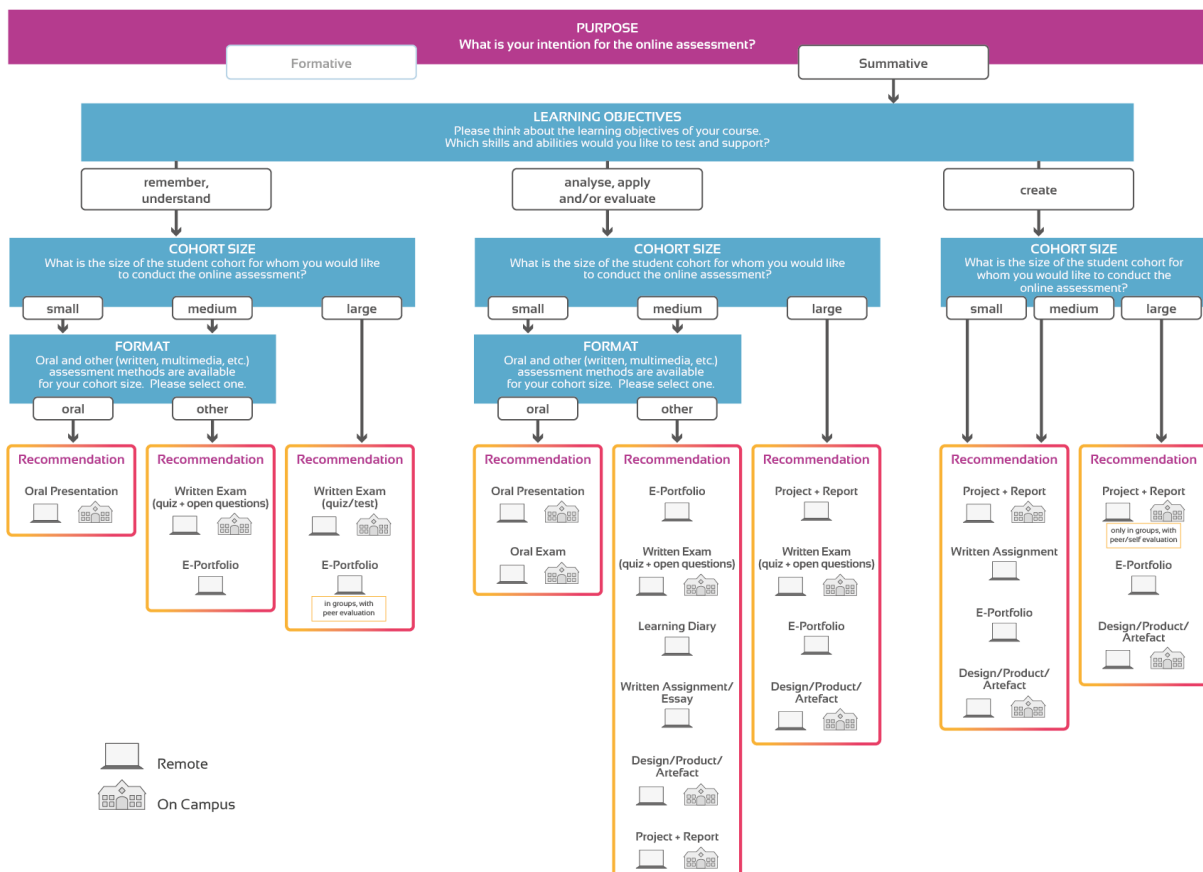 PURPOSE
What is your intention for the online assessment?
Formative
Summative
LEARNING OBJECTIVES
Please think about the learning objectives of your course.
Which skills and abilities would you like to test and support?
remember,
understand
analyse, apply
and/or evaluate
create
COHORT SIZE
What is the size of the student cohort for whom you would like
to conduct the online assessment?
small
medium
large
FORMAT
Oral and other (written, multimedia, etc.)
assessment methods are available
for your cohort size. Please select one.
oral
other
Recommendation
Oral Presentation
Recommendation
Written Exam
(quiz + open questions)
E-Portfolio
Recommendation
Written Exam
(quiz/test)
E-Portfolio
in groups, with
peer evaluation
COHORT SIZE
What is the size of the student cohort for whom you would like
to conduct the online assessment?
small
medium
large
FORMAT
Oral and other (written, multimedia, etc.)
assessment methods are available
for your cohort size. Please select one.
oral
other
Recommendation
Oral Presentation
Oral Exam
Recommendation
E-Portfolio
Written Exam
(quiz + open questions)
Learning Diary
Written Assignment/
Essay
Design/Product/
Artefact
Project + Report
Recommendation
Project + Report
Written Exam
(quiz + open questions)
E-Portfolio
Design/Product/
Artefact
COHORT SIZE
What is the size of the student cohort for
whom you would like to conduct the
online assessment?
small
medium
large
Recommendation
Project + Report
Written Assignment
E-Portfolio
Design/Product/
Artefact
Recommendation
Project + Report
only in groups, with
peer/self evaluation
E-Portfolio
Design/Product/
Artefact
Remote
On Campus